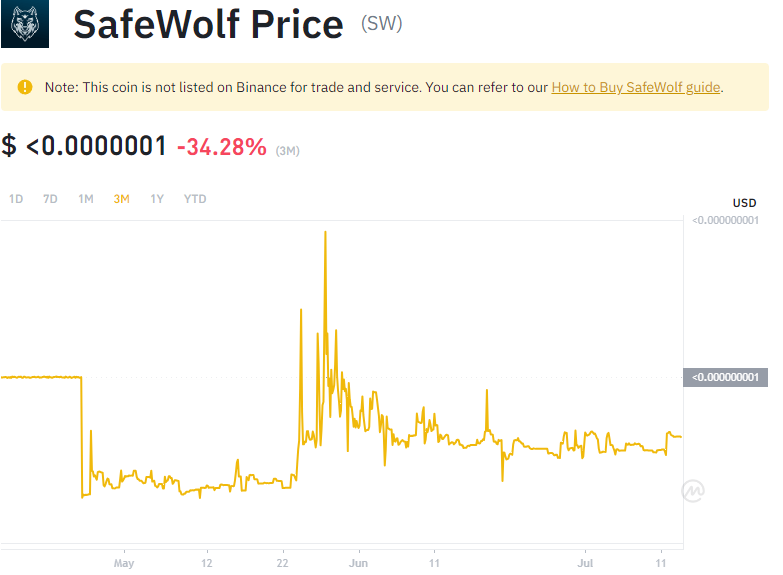 SafeWolf Price (SW)
Note: This coin is not listed on Binance for trade and service. You can refer to our How to Buy SafeWolf guide.
$ <0.0000001 -34.28% (3M)
1D 7D 1M 3M 1Y YTD
USD
<0.000000001
<0.000000001
May 12 22 Jun 11 Jul 11